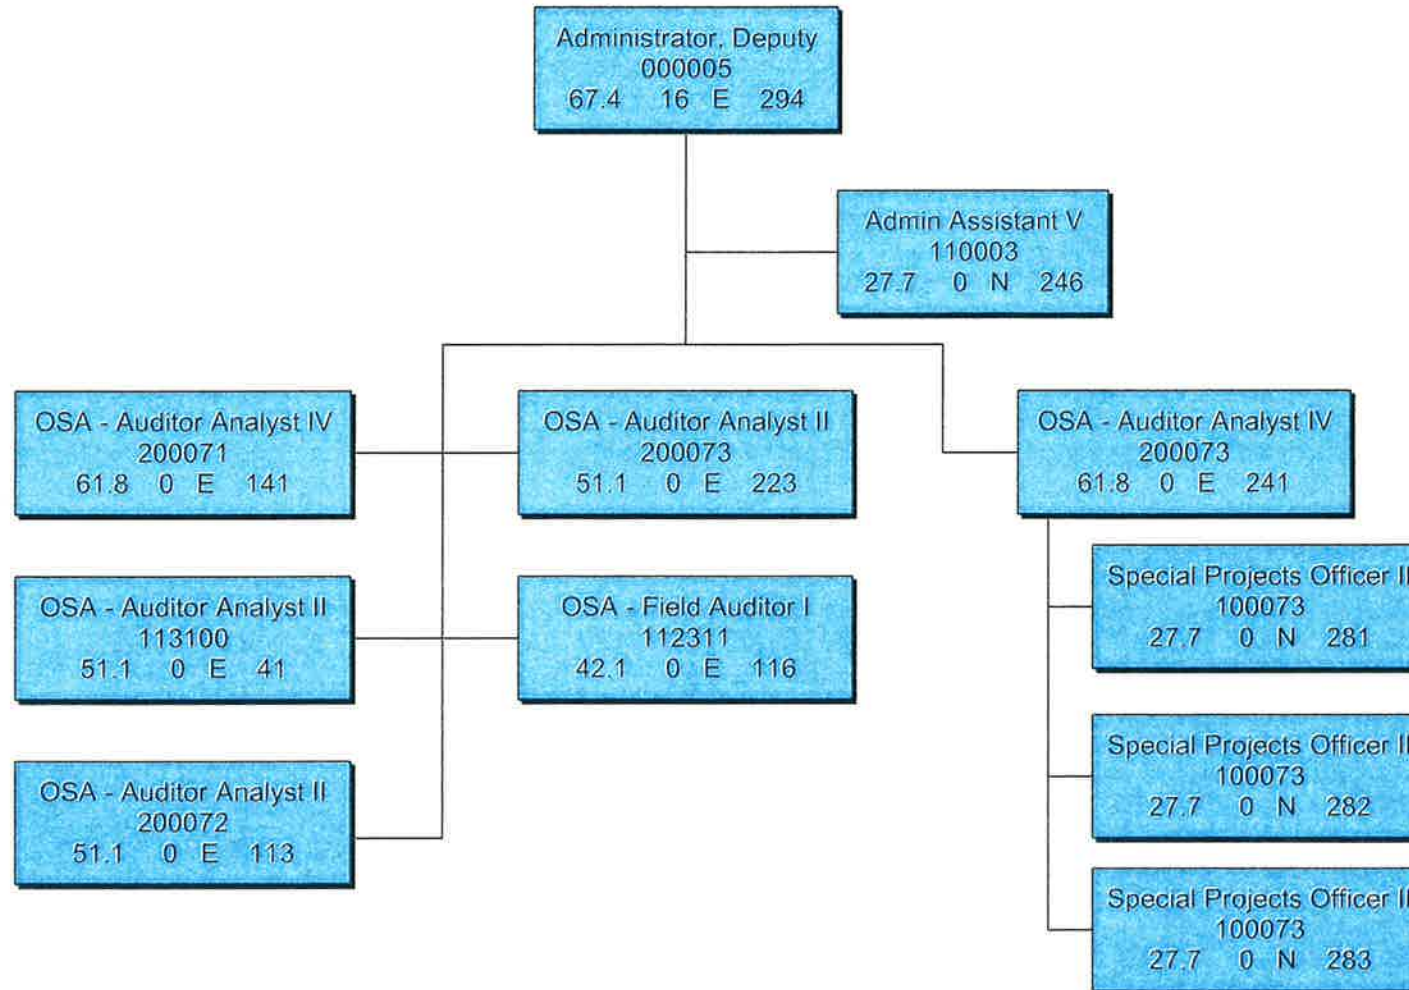 Administrator, Deputy
000005
67.4 16 E 294
Admin Assistant V
110003
27.7 0 N 246
OSA - Auditor Analyst IV
200071
61.8 0 E 141
OSA - Auditor Analyst II
200073
51.1 0 E 223
OSA - Auditor Analyst IV
200073
61.8 0 E 241
OSA - Auditor Analyst II
113100
51.1 0 E 41
OSA - Field Auditor I
112311
42.1 0 E 116
OSA - Auditor Analyst II
200072
51.1 0 E 113
Special Projects Officer II
100073
27.7 0 N 281
Special Projects Officer II
100073
27.7 0 N 282
Special Projects Officer II
100073
27.7 0 N 283